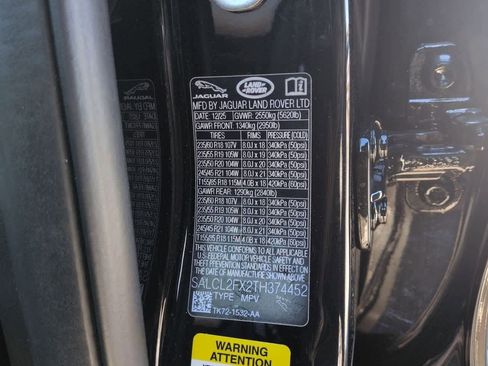 JAGUAR LAND ROVER
MFD BY JAGUAR LAND ROVER LTD
DATE 12/25 GVWR: 2550kg (5620lb)
GAWR FRONT: 1340kg (2950lb)
TIRES RIMS PRESSURE (COLD)
235/60 R18 107V 8.0J x 18 340kPa (50psi)
235/55 R19 105W 8.0J x 19 340kPa (50psi)
235/50 R20 104W 8.0J x 20 340kPa (50psi)
245/45 R21 104W 8.0J x 21 340kPa (50psi)
T155/85 R18 115M 4.0B x 18 420kPa (60psi)
GAWR REAR: 1290kg (2840lb)
235/60 R18 107V 8.0J x 18 340kPa (50psi)
235/55 R19 105W 8.0J x 19 340kPa (50psi)
235/50 R20 104W 8.0J x 20 340kPa (50psi)
245/45 R21 104W 8.0J x 21 340kPa (50psi)
T155/85 R18 115M 4.0B x 18 420kPa (60psi)
THIS VEHICLE CONFORMS TO ALL APPLICABLE
U.S. FEDERAL MOTOR VEHICLE SAFETY
STANDARDS IN EFFECT ON THE DATE OF
MANUFACTURE SHOWN ABOVE
SALCL2FX2TH374452
TYPE MPV
TK72-1532-AA
WARNING
ATTENTION